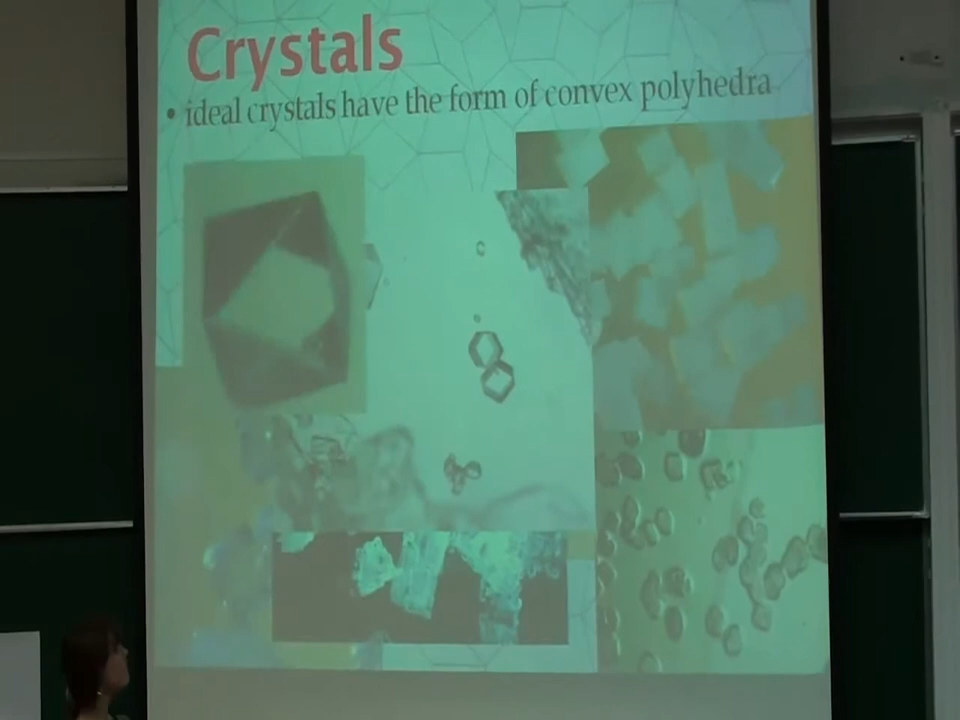 Crystals
• ideal crystals have the form of convex polyhedra